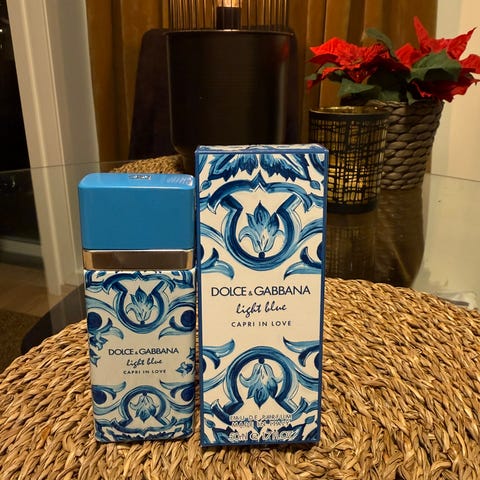 DOLCE & GABBANA
light blue
CAPRI IN LOVE
DOLCE & GABBANA
light blue
CAPRI IN LOVE
EAU DE PARFUM
MADE IN ITALY